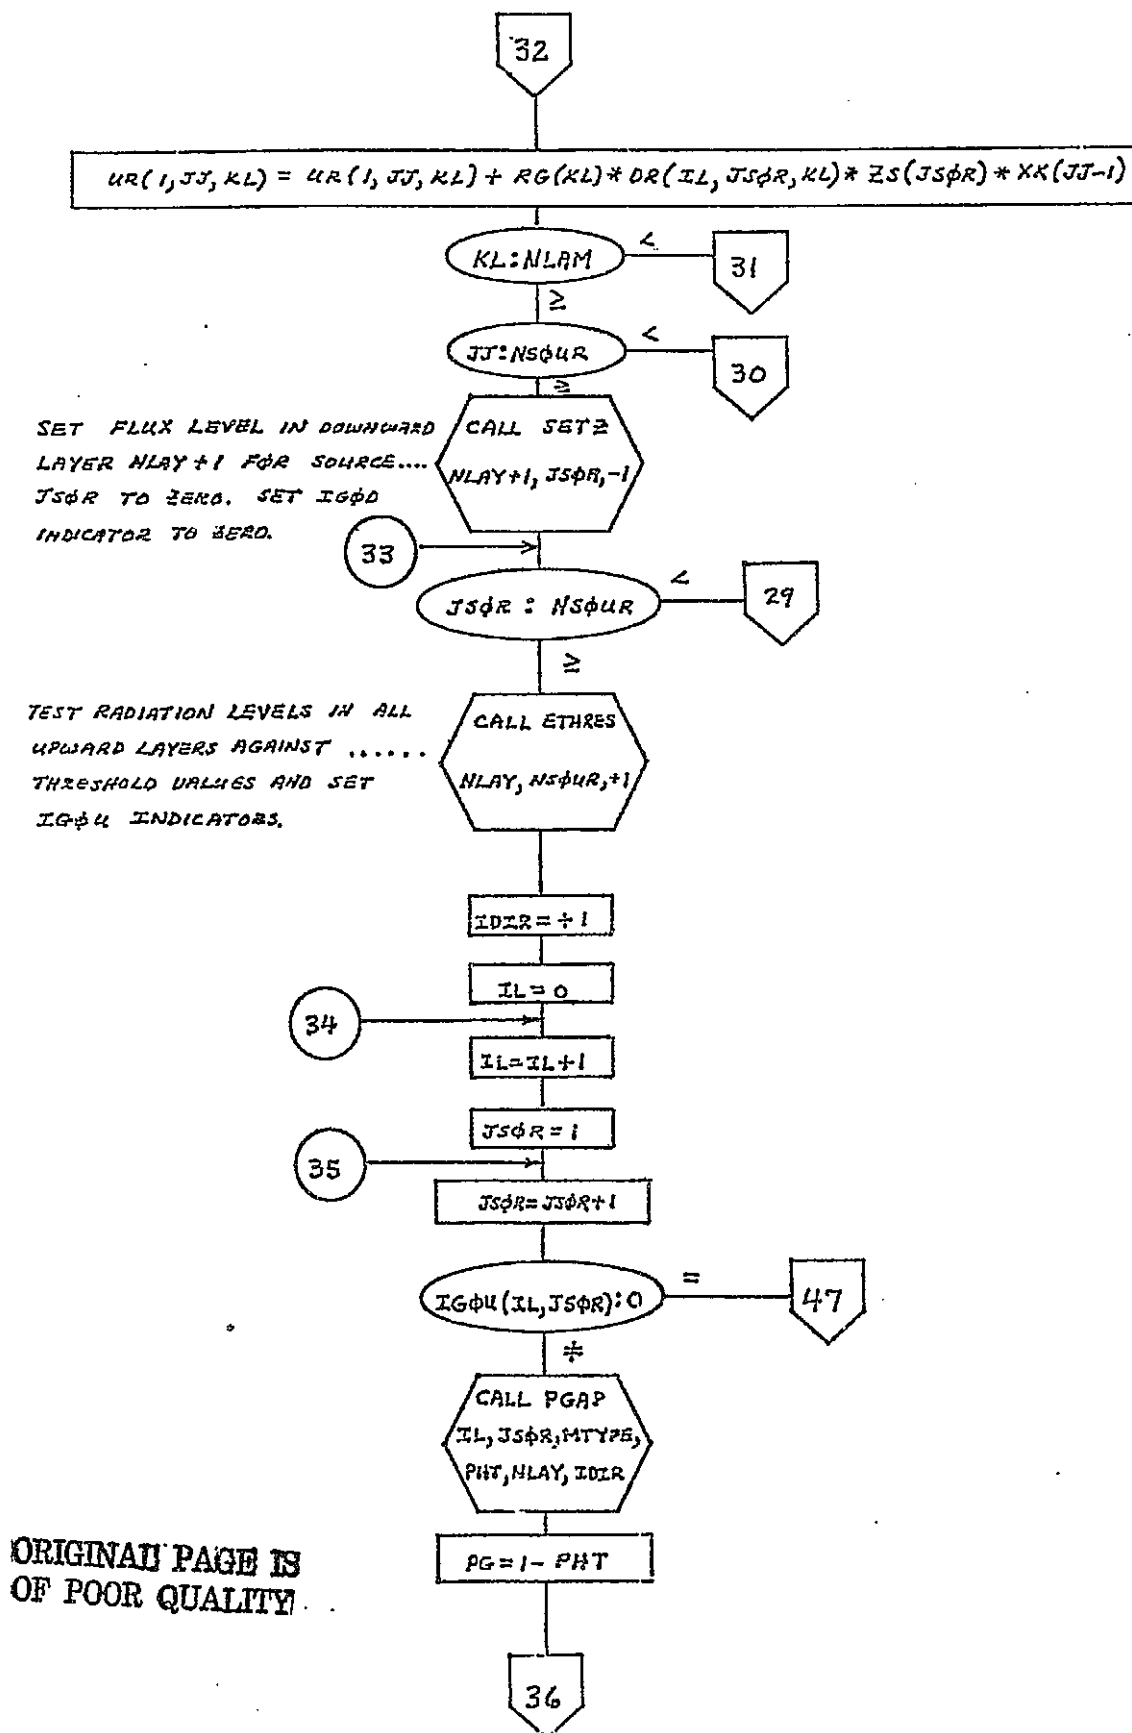 32
UR(1,JJ,KL) = UR(1,JJ,KL) + RG(KL)* DR(IL,JSØR,KL)* ZS(JSØR)* XK(JJ-1)
KL:NLAM
<
31
≥
JJ:NSØUR
<
30
≥
SET FLUX LEVEL IN DOWNWARD
LAYER NLAY+1 FØR SOURCE....
JSØR TO ZERO. SET IGØD
INDICATOR TO ZERO.
CALL SETZ
NLAY+1, JSØR,-1
33
JSØR : NSØUR
<
29
≥
TEST RADIATION LEVELS IN ALL
UPWARD LAYERS AGAINST ......
THRESHOLD VALUES AND SET
IGØU INDICATORS.
CALL ETHRES
NLAY, NSØUR,+1
IDIR=+1
IL=0
34
IL=IL+1
JSØR=1
35
JSØR=JSØR+1
IGØU(IL,JSØR):0
=
47
≠
CALL PGAP
IL,JSØR,MTYPE,
PHT,NLAY,IDIR
PG=1-PHT
ORIGINAL PAGE IS
OF POOR QUALITY
36